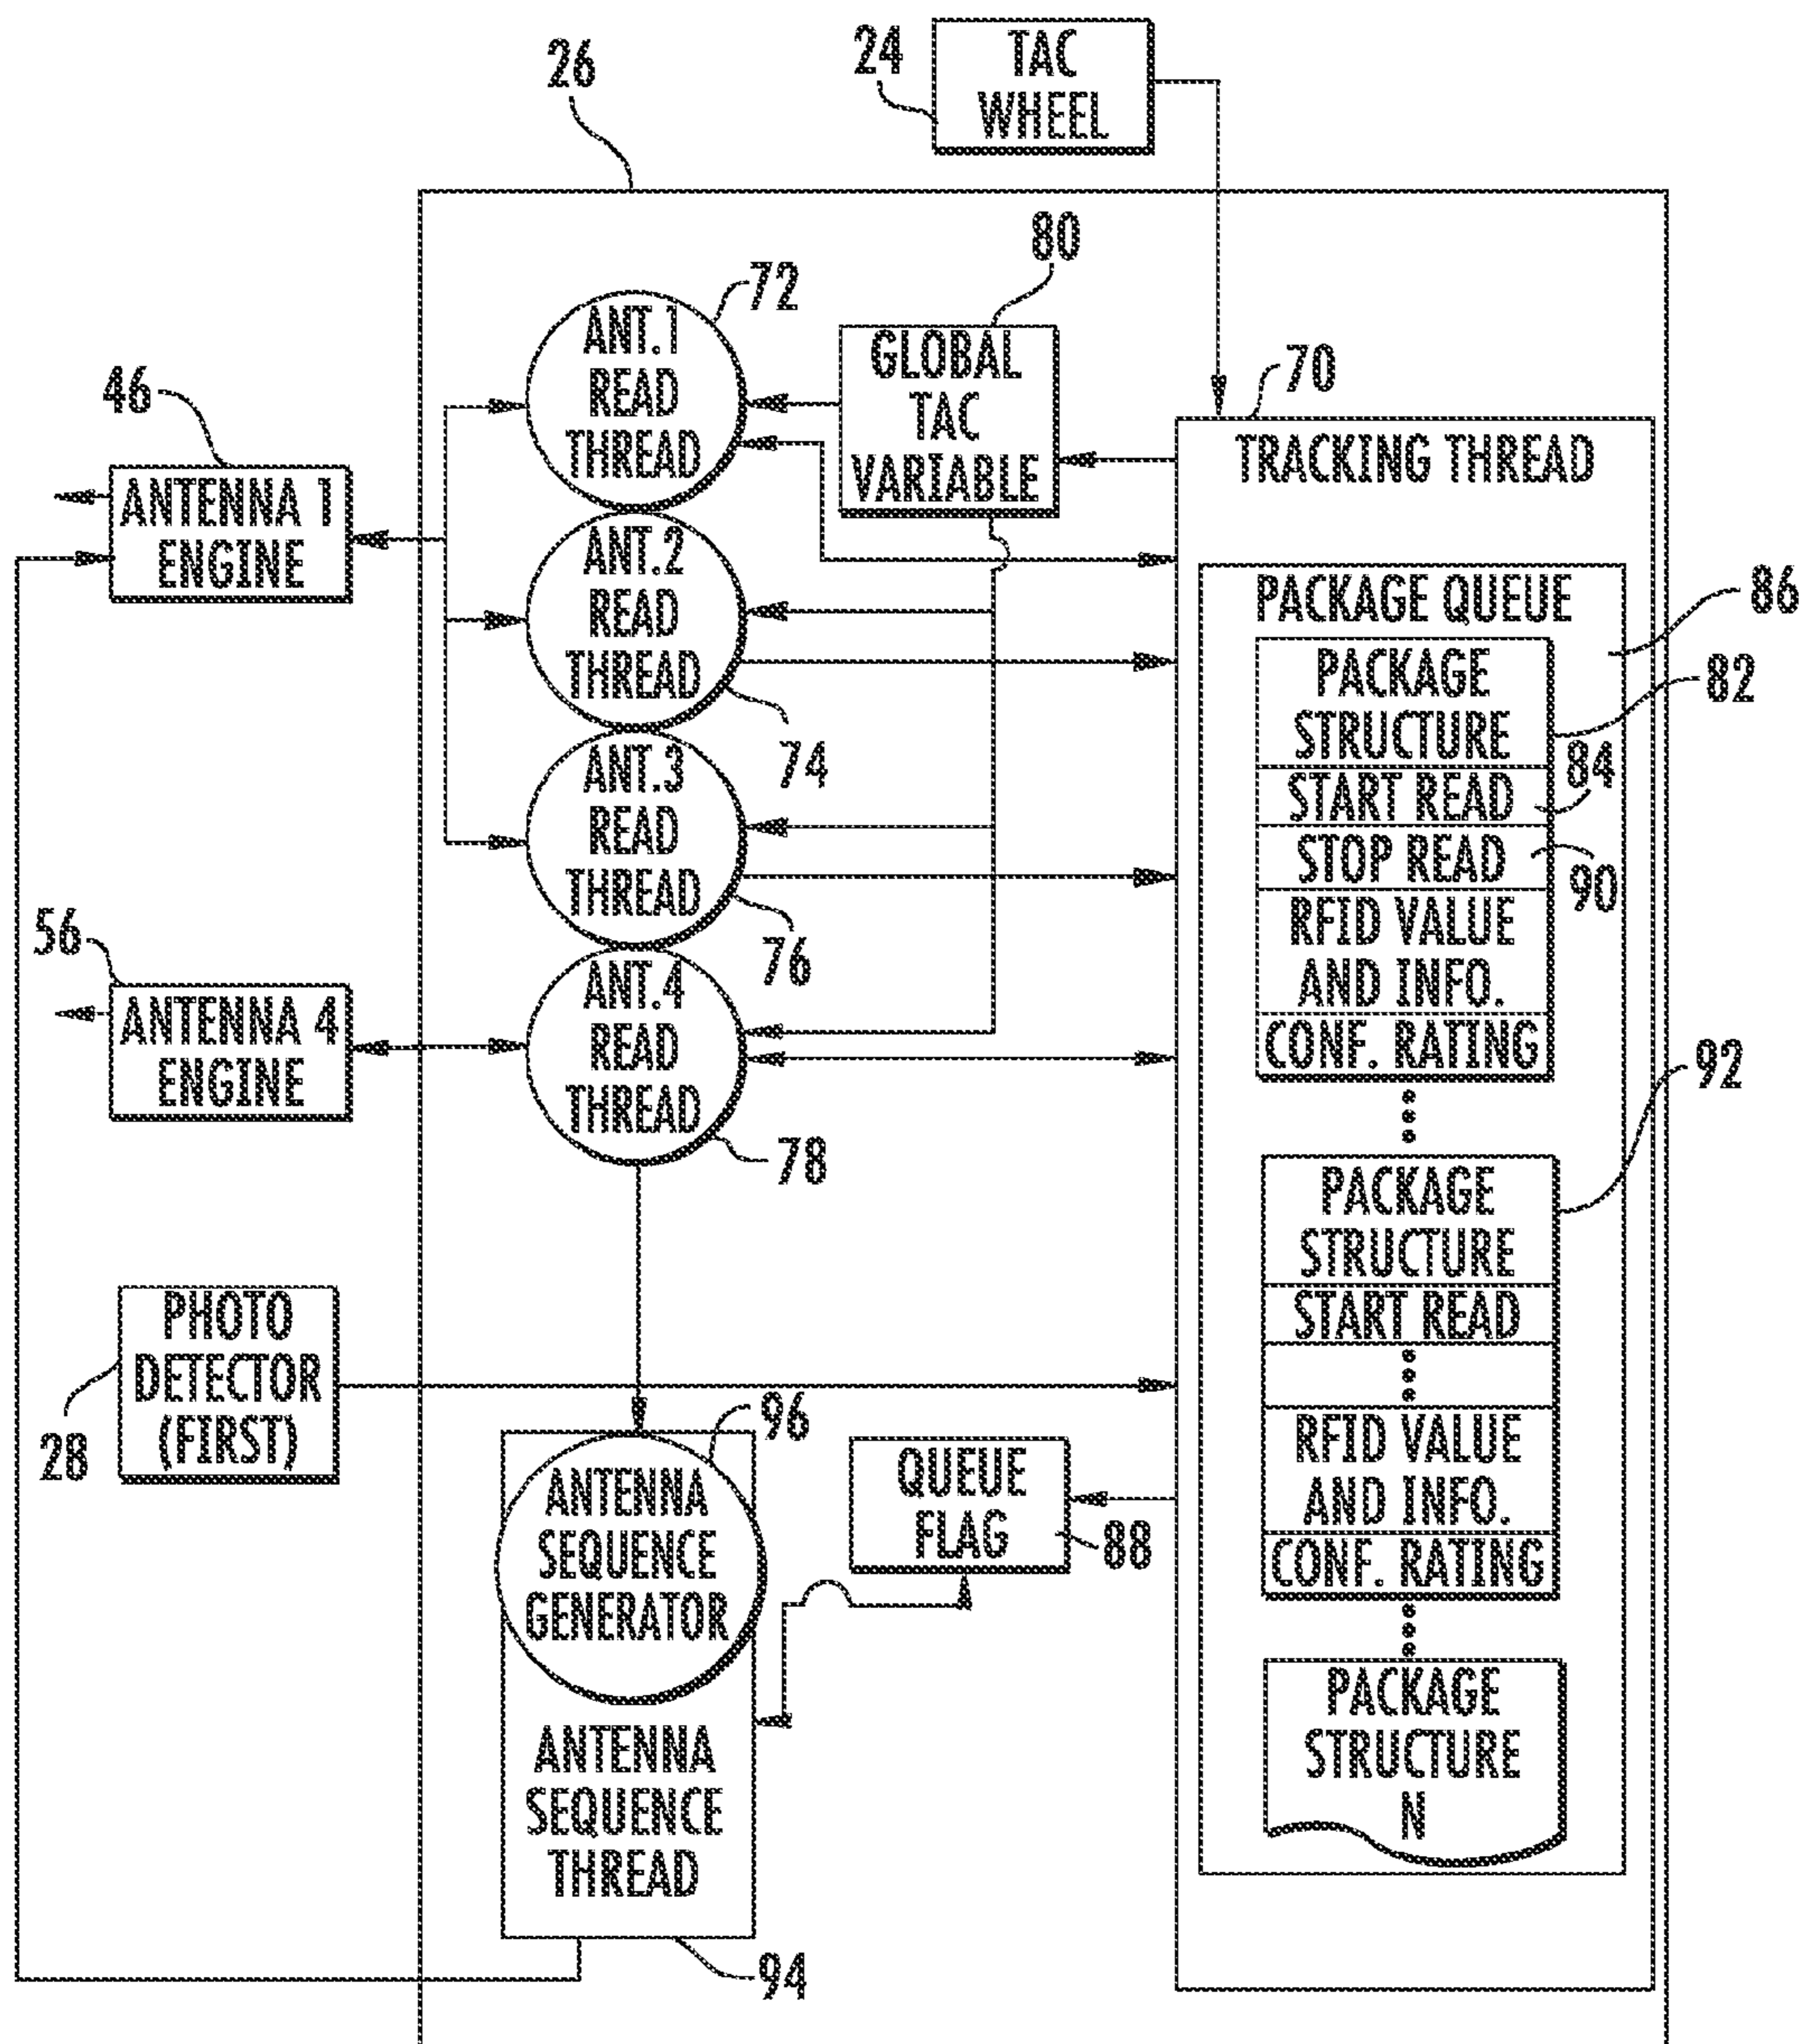 24
TAC
WHEEL
26
80
72
ANT.1
READ
THREAD
GLOBAL
TAC
VARIABLE
70
TRACKING THREAD
46
ANTENNA 1
ENGINE
ANT.2
READ
THREAD
74
PACKAGE QUEUE
86
PACKAGE
STRUCTURE
82
START READ
84
STOP READ
90
RFID VALUE
AND INFO.
CONF. RATING
ANT.3
READ
THREAD
76
56
ANTENNA 4
ENGINE
ANT.4
READ
THREAD
78
92
PACKAGE
STRUCTURE
START READ
RFID VALUE
AND INFO.
CONF. RATING
PHOTO
DETECTOR
(FIRST)
28
96
ANTENNA
SEQUENCE
GENERATOR
QUEUE
FLAG
88
ANTENNA
SEQUENCE
THREAD
94
PACKAGE
STRUCTURE
N